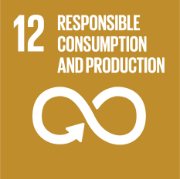 12 RESPONSIBLE
CONSUMPTION
AND PRODUCTION